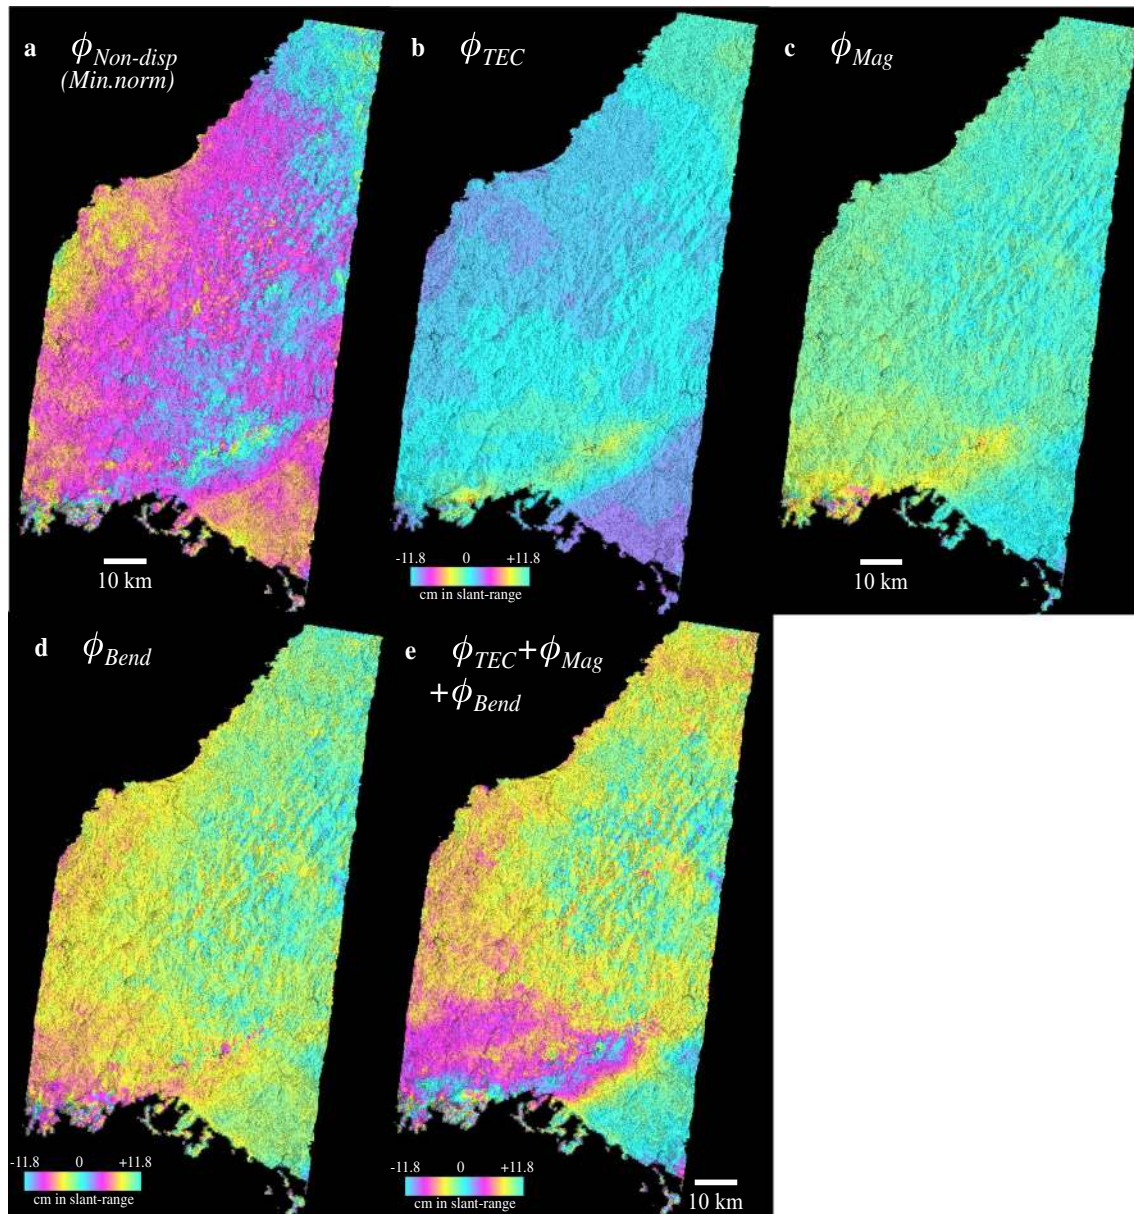 a ϕNon-disp
(Min.norm)
b ϕTEC
c ϕMag
-11.8 0 +11.8
cm in slant-range
10 km
10 km
d ϕBend
e ϕTEC+ϕMag
+ϕBend
-11.8 0 +11.8
cm in slant-range
-11.8 0 +11.8
cm in slant-range
10 km